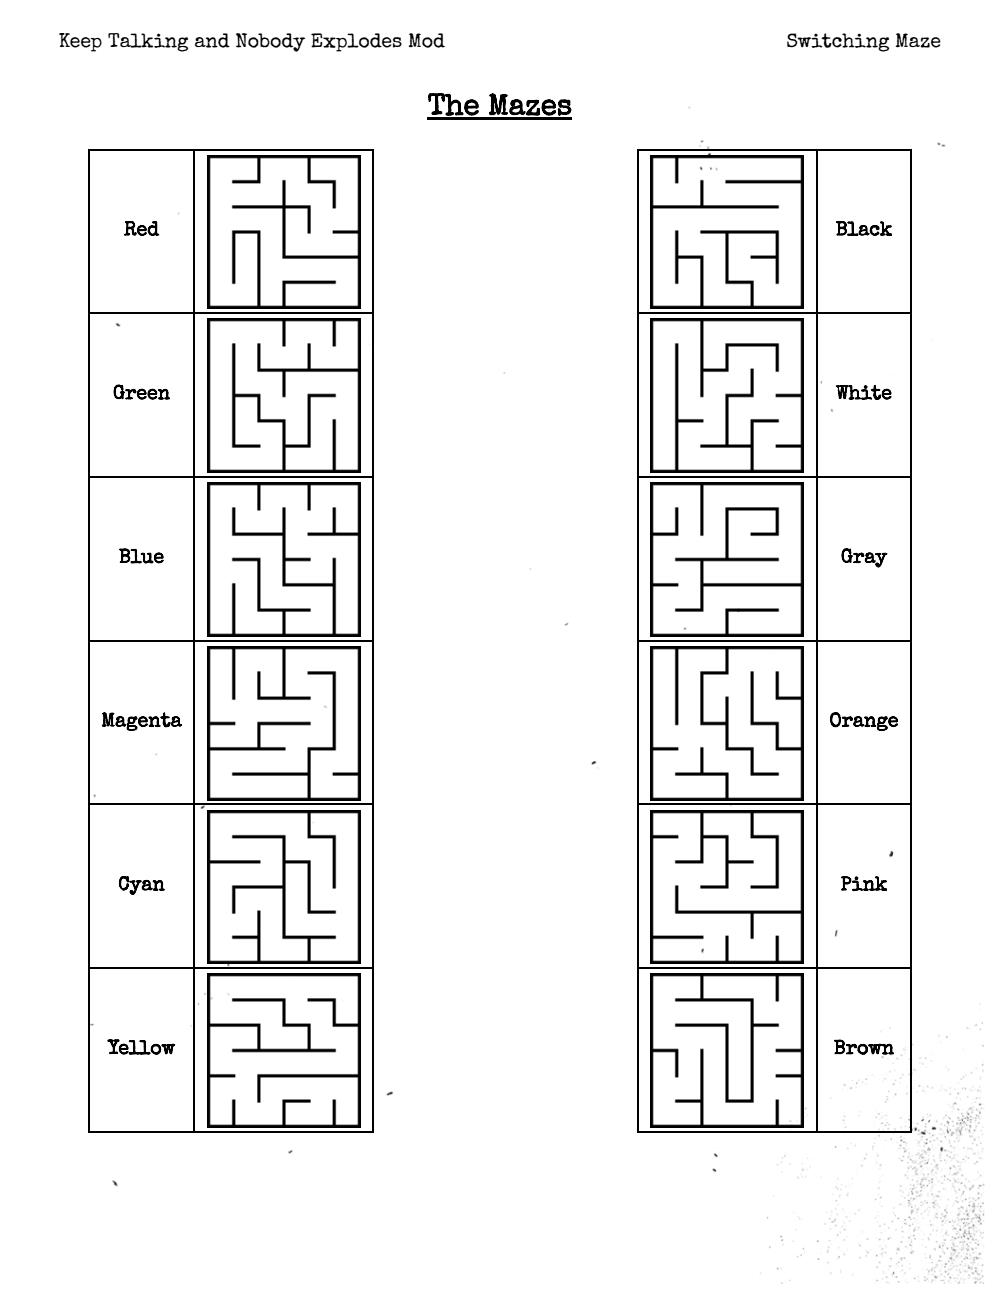 Keep Talking and Nobody Explodes Mod Switching Maze
The Mazes
Red
Green
Blue
Magenta
Cyan
Yellow
Black
White
Gray
Orange
Pink
Brown